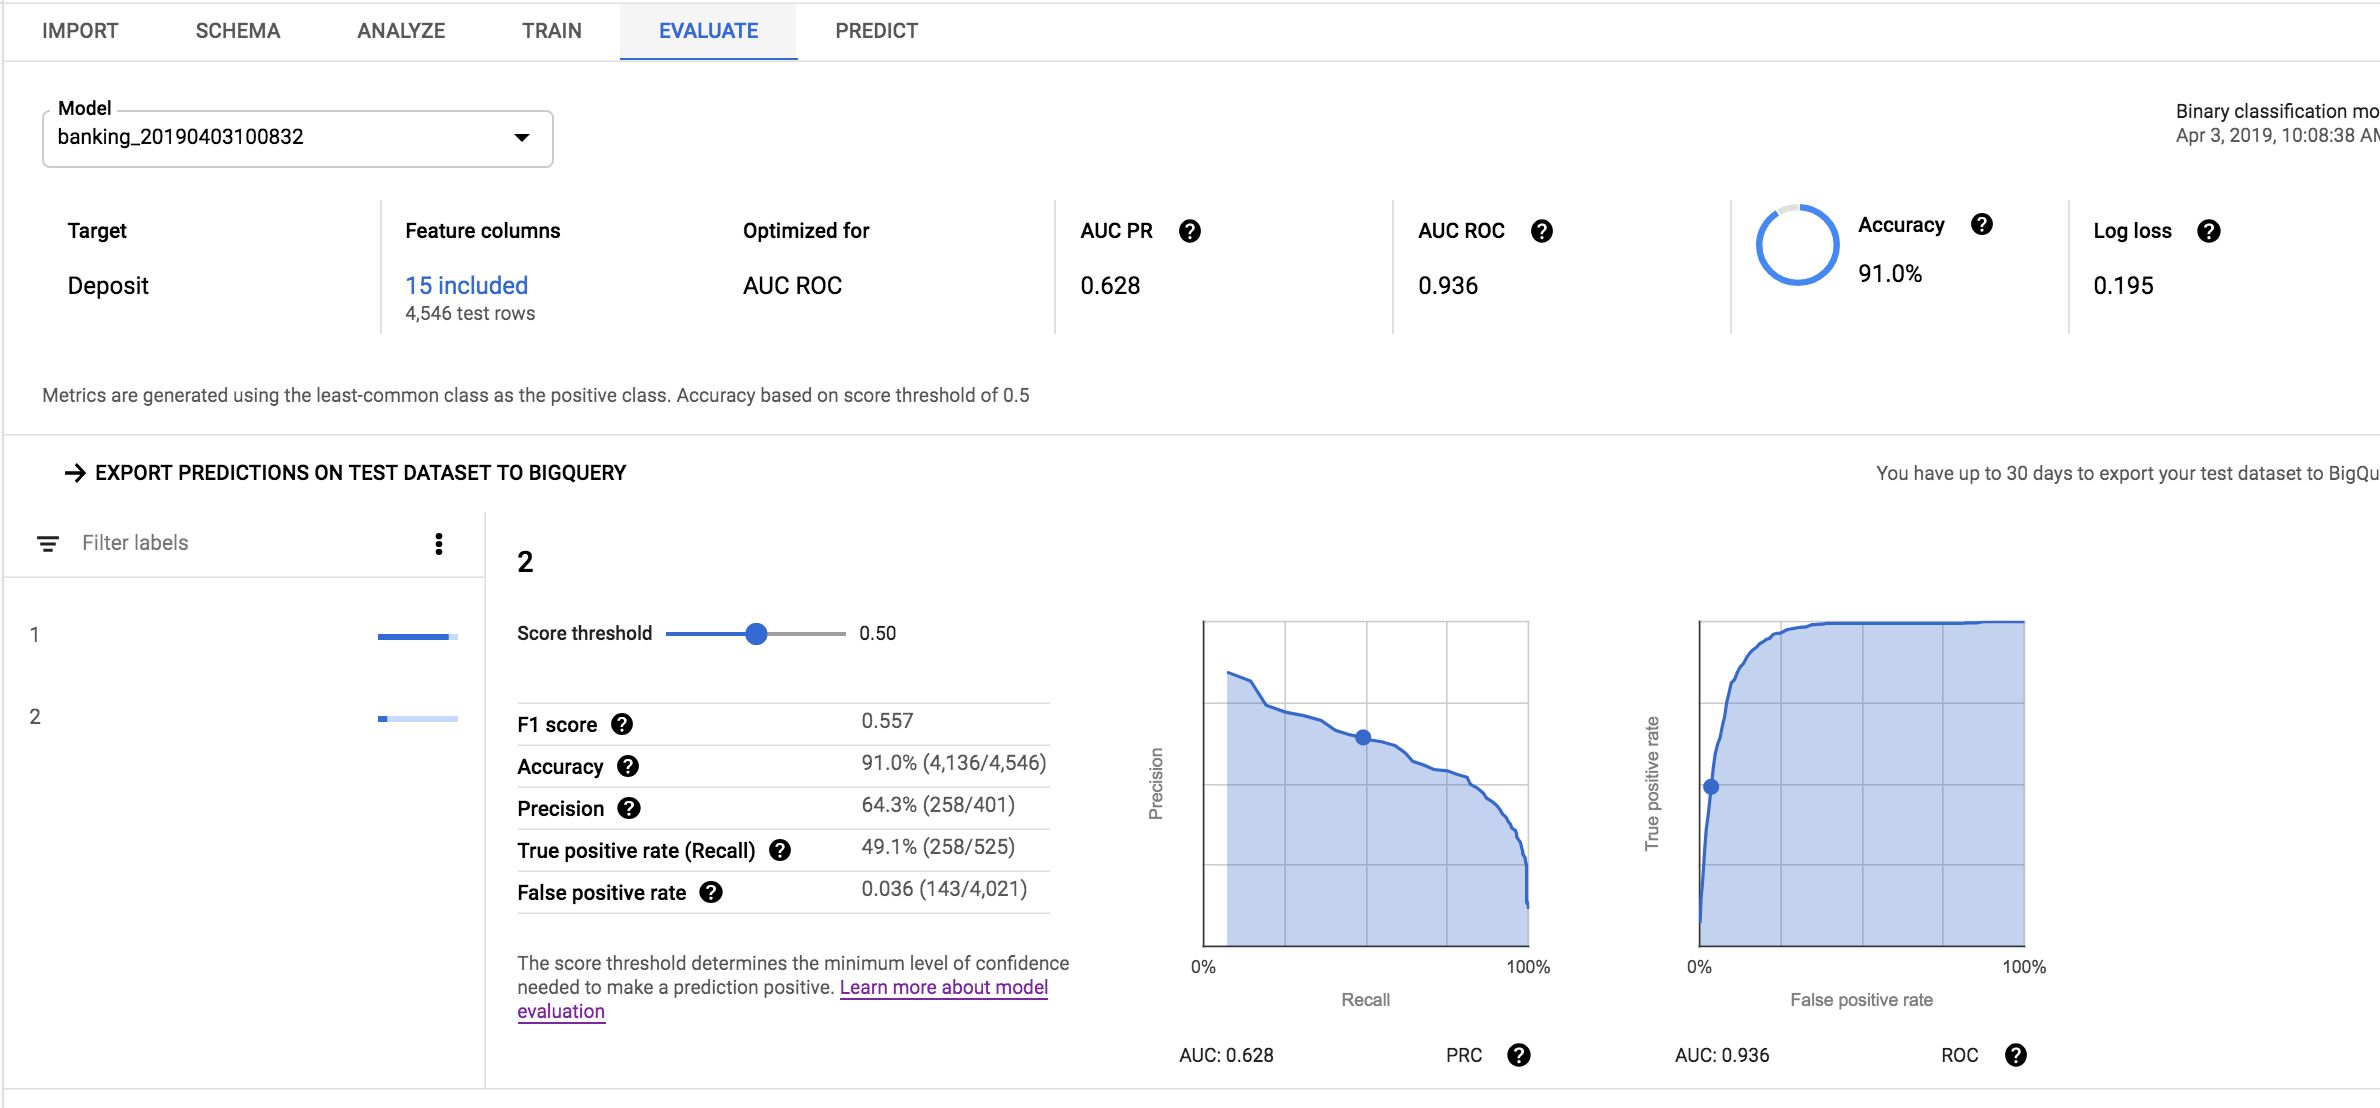 IMPORT SCHEMA ANALYZE TRAIN EVALUATE PREDICT
Model
banking_20190403100832
Binary classification mo
Apr 3, 2019, 10:08:38 AM
Target
Deposit
Feature columns
15 included
4,546 test rows
Optimized for
AUC ROC
AUC PR
0.628
AUC ROC
0.936
Accuracy
91.0%
Log loss
0.195
Metrics are generated using the least-common class as the positive class. Accuracy based on score threshold of 0.5
EXPORT PREDICTIONS ON TEST DATASET TO BIGQUERY
You have up to 30 days to export your test dataset to BigQu
Filter labels
1
2
2
Score threshold 0.50
F1 score 0.557
Accuracy 91.0% (4,136/4,546)
Precision 64.3% (258/401)
True positive rate (Recall) 49.1% (258/525)
False positive rate 0.036 (143/4,021)
The score threshold determines the minimum level of confidence
needed to make a prediction positive. Learn more about model
evaluation
Precision
0% 100%
Recall
AUC: 0.628 PRC
True positive rate
0% 100%
False positive rate
AUC: 0.936 ROC